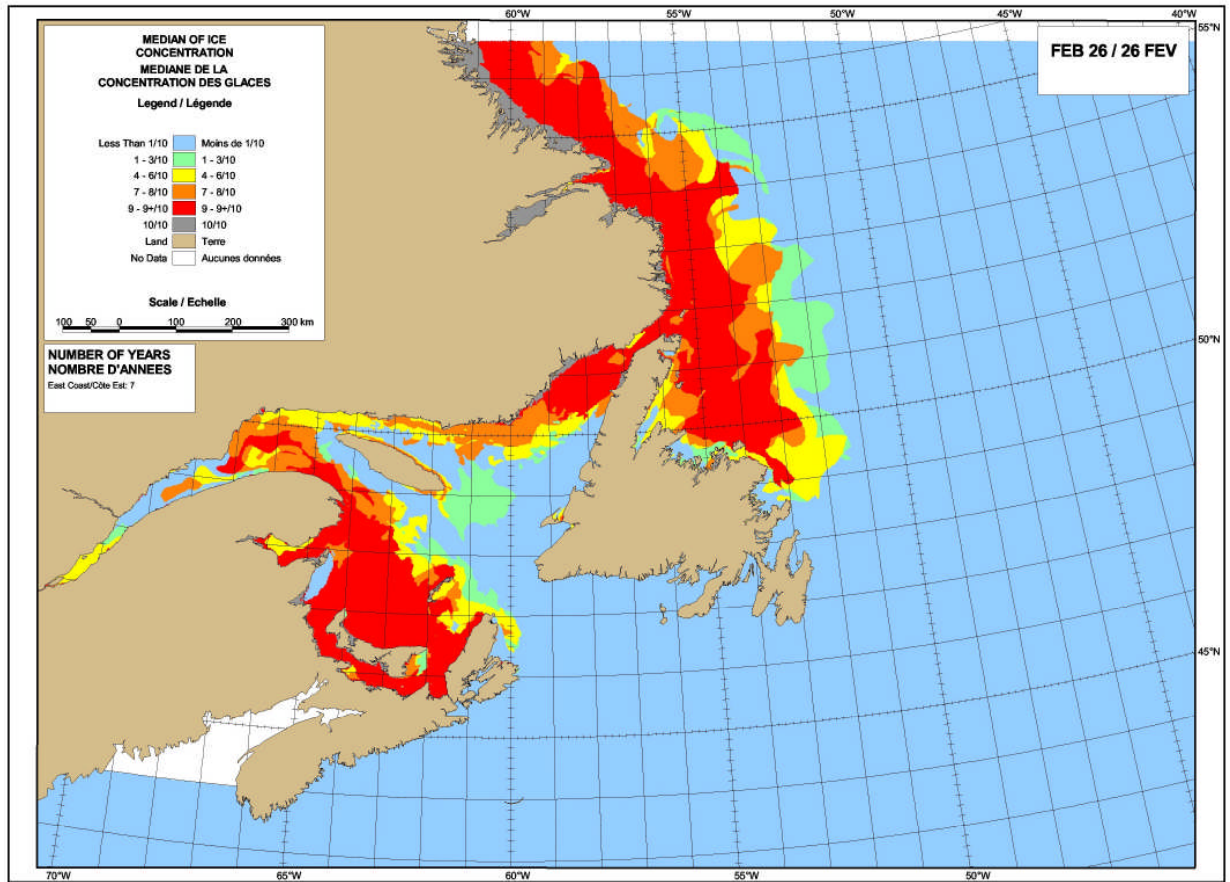 60°W
55°W
50°W
45°W
40°W
MEDIAN OF ICE
CONCENTRATION
MEDIANE DE LA
CONCENTRATION DES GLACES
Legend / Légende
Less Than 1/10 Moins de 1/10
1 - 3/10 1 - 3/10
4 - 6/10 4 - 6/10
7 - 8/10 7 - 8/10
9 - 9+/10 9 - 9+/10
10/10 10/10
Land Terre
No Data Aucunes données
Scale / Echelle
100 50 0 100 200 300 km
NUMBER OF YEARS
NOMBRE D'ANNEES
East Coast/Côte Est: 7
FEB 26 / 26 FEV
55°N
50°N
45°N
70°W
65°W
60°W
55°W
50°W